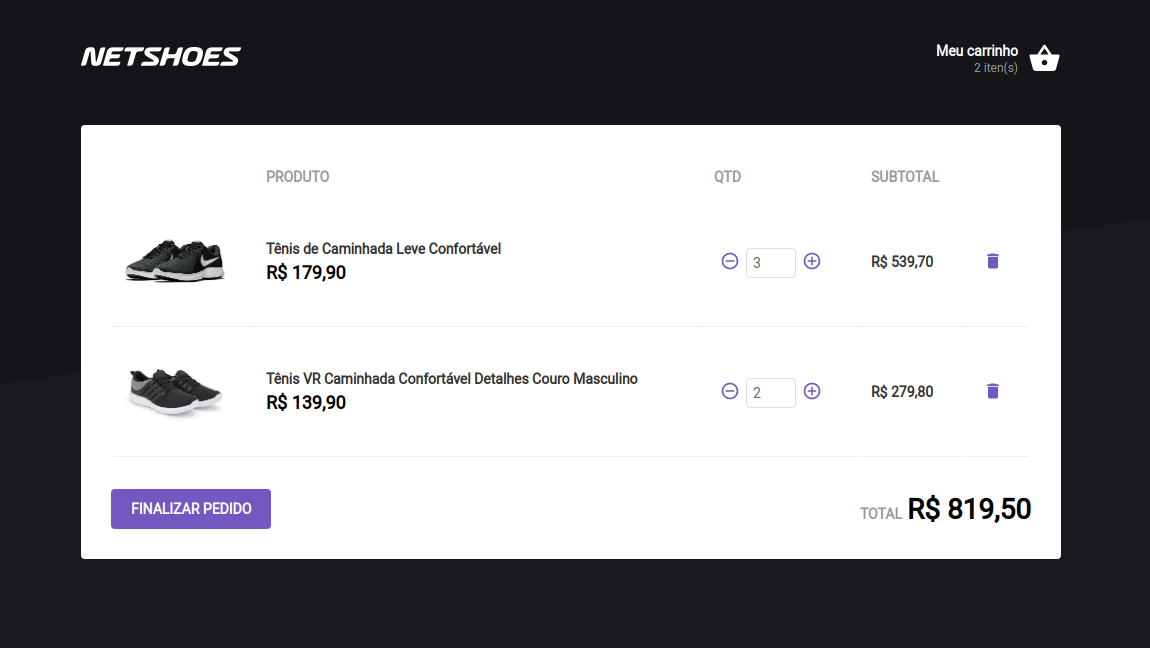 NETSHOES
Meu carrinho
2 iten(s)
PRODUTO QTD SUBTOTAL
Tênis de Caminhada Leve Confortável
R$ 179,90
3
R$ 539,70
Tênis VR Caminhada Confortável Detalhes Couro Masculino
R$ 139,90
2
R$ 279,80
FINALIZAR PEDIDO
TOTAL R$ 819,50